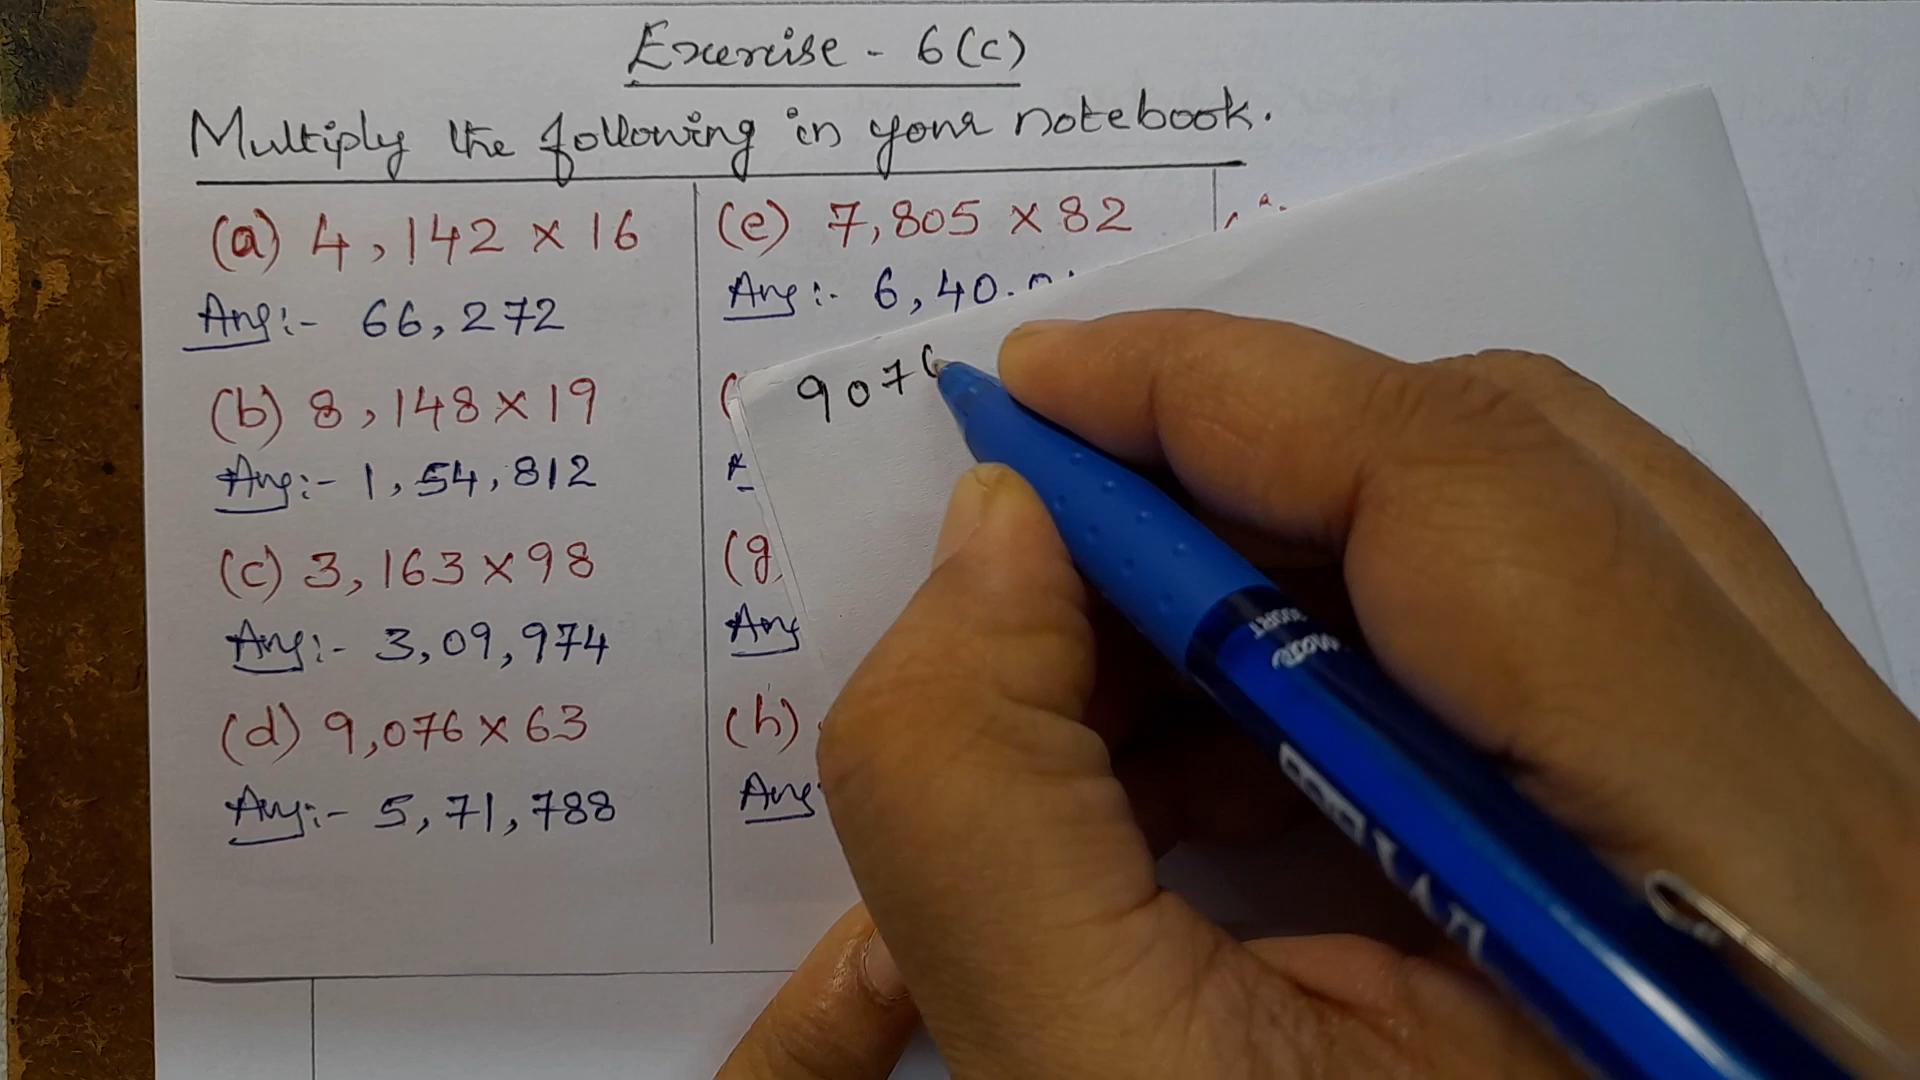 Exercise - 6(c)
Multiply the following in your notebook.
(a) 4,142 × 16
Ans:- 66,272
(b) 8,148 × 19
Ans:- 1,54,812
(c) 3,163 × 98
Ans:- 3,09,974
(d) 9,076 × 63
Ans:- 5,71,788
(e) 7,805 × 82
Ans:- 6,40
(g
Ans
(h)
Ans
9076